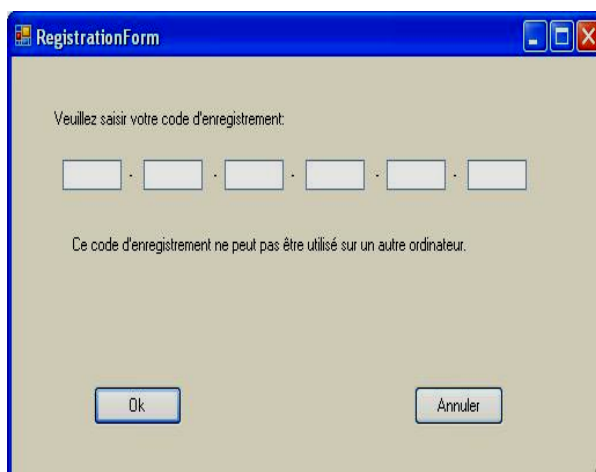 RegistrationForm
Veuillez saisir votre code d'enregistrement:
- - - - -
Ce code d'enregistrement ne peut pas être utilisé sur un autre ordinateur.
Ok Annuler